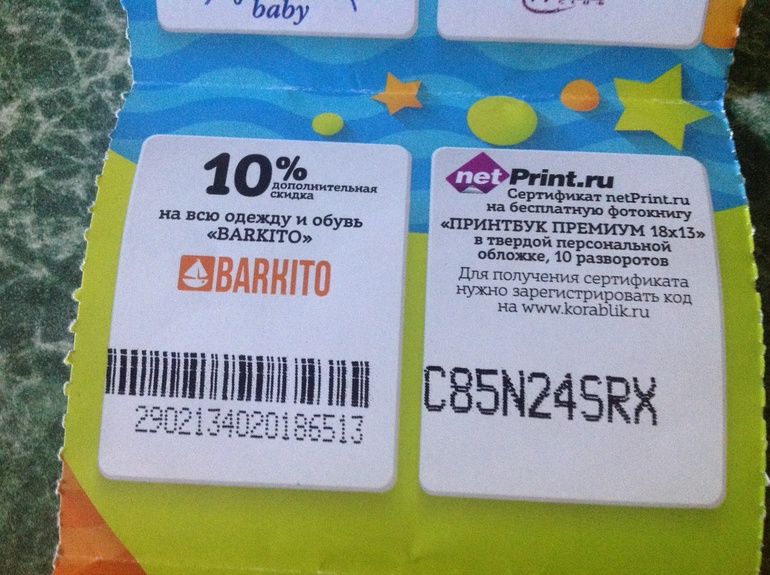 baby
10%
дополнительная
скидка
на всю одежду и обувь
«BARKITO»
BARKITO
2902134020186513
netPrint.ru
Сертификат netPrint.ru
на бесплатную фотокнигу
«ПРИНТБУК ПРЕМИУМ 18x13»
в твердой персональной
обложке, 10 разворотов
Для получения сертификата
нужно зарегистрировать код
на www.korablik.ru
C85N24SRX